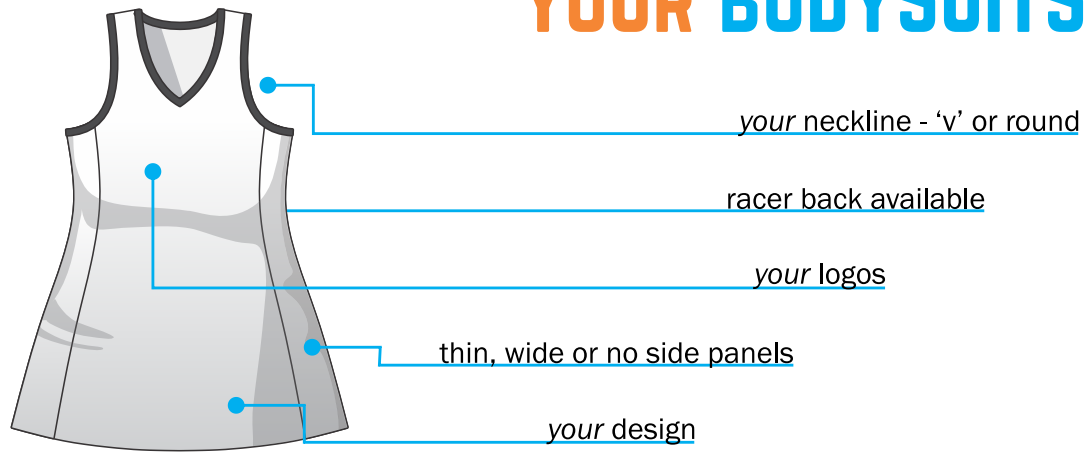 YOUR BODYSUITS
your neckline - ‘v’ or round
racer back available
your logos
thin, wide or no side panels
your design